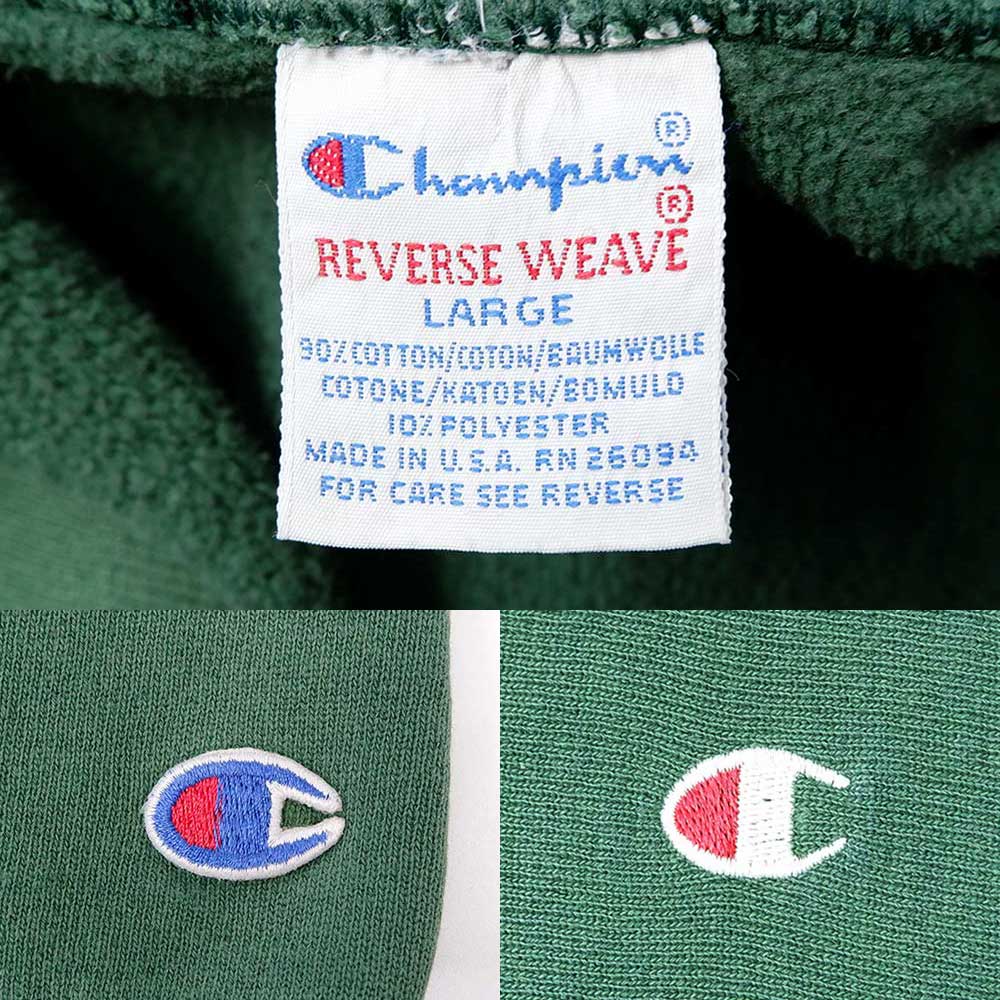 Champion®
REVERSE WEAVE®
LARGE
90% COTTON/COTON/BAUMWOLLE
COTONE/KATOEN/BOMULD
10% POLYESTER
MADE IN U.S.A. RN 26094
FOR CARE SEE REVERSE